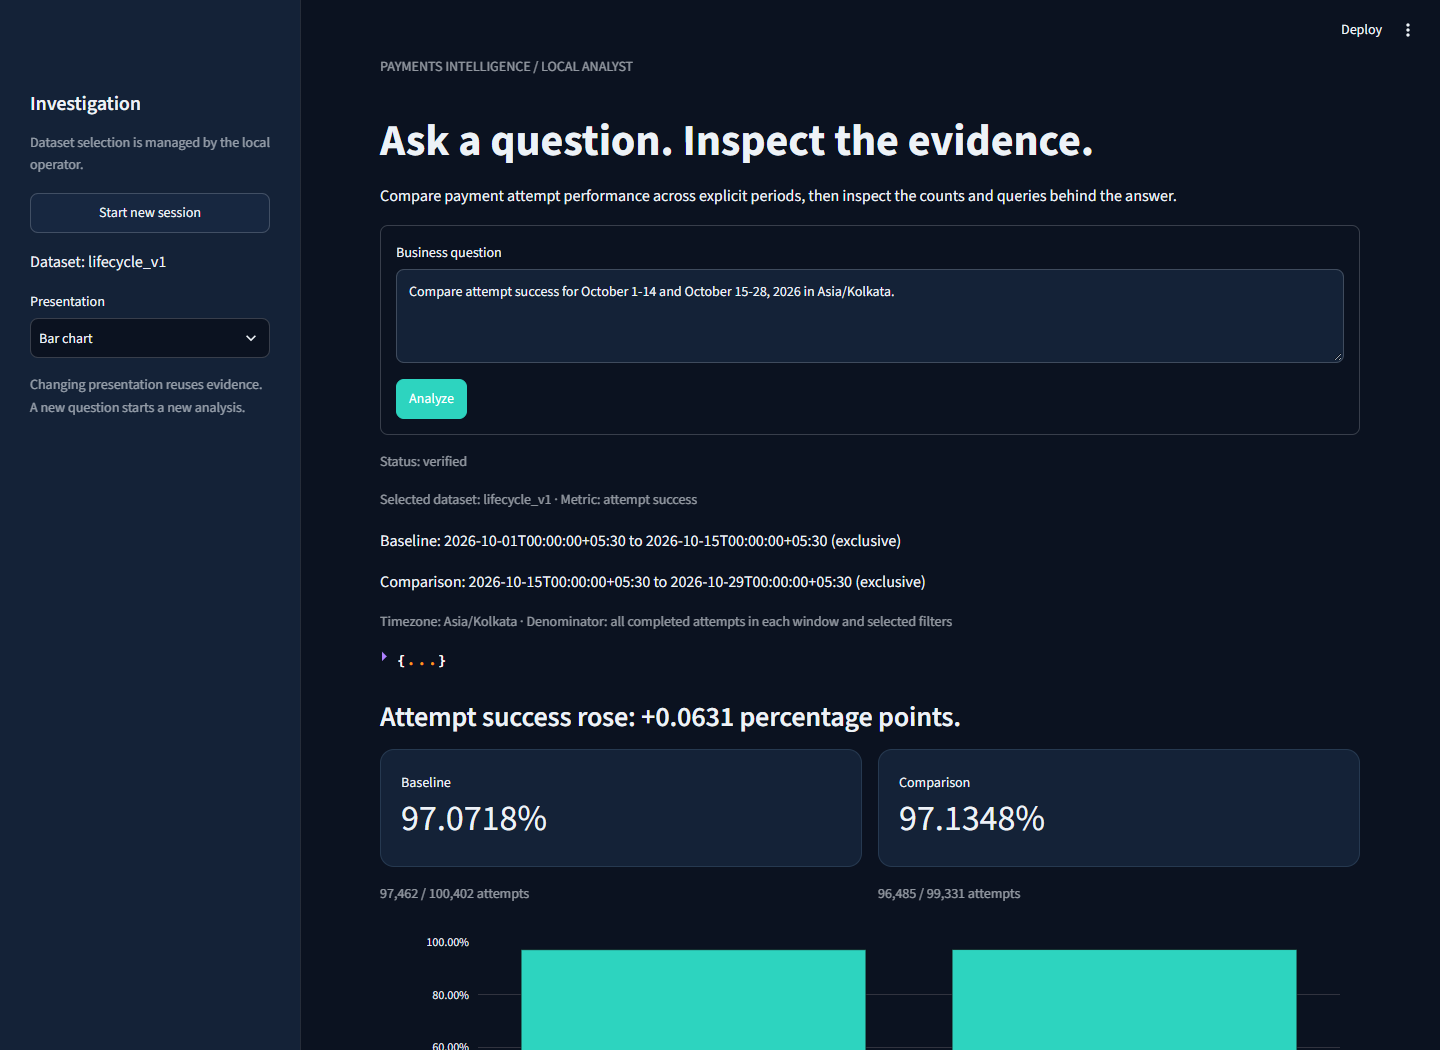 Deploy
PAYMENTS INTELLIGENCE / LOCAL ANALYST
Investigation
Dataset selection is managed by the local
operator.
Start new session
Dataset: lifecycle_v1
Presentation
Bar chart
Changing presentation reuses evidence.
A new question starts a new analysis.
Ask a question. Inspect the evidence.
Compare payment attempt performance across explicit periods, then inspect the counts and queries behind the answer.
Business question
Compare attempt success for October 1-14 and October 15-28, 2026 in Asia/Kolkata.
Analyze
Status: verified
Selected dataset: lifecycle_v1 · Metric: attempt success
Baseline: 2026-10-01T00:00:00+05:30 to 2026-10-15T00:00:00+05:30 (exclusive)
Comparison: 2026-10-15T00:00:00+05:30 to 2026-10-29T00:00:00+05:30 (exclusive)
Timezone: Asia/Kolkata · Denominator: all completed attempts in each window and selected filters
{...}
Attempt success rose: +0.0631 percentage points.
Baseline
97.0718%
97,462 / 100,402 attempts
Comparison
97.1348%
96,485 / 99,331 attempts
100.00%
80.00%
60.00%